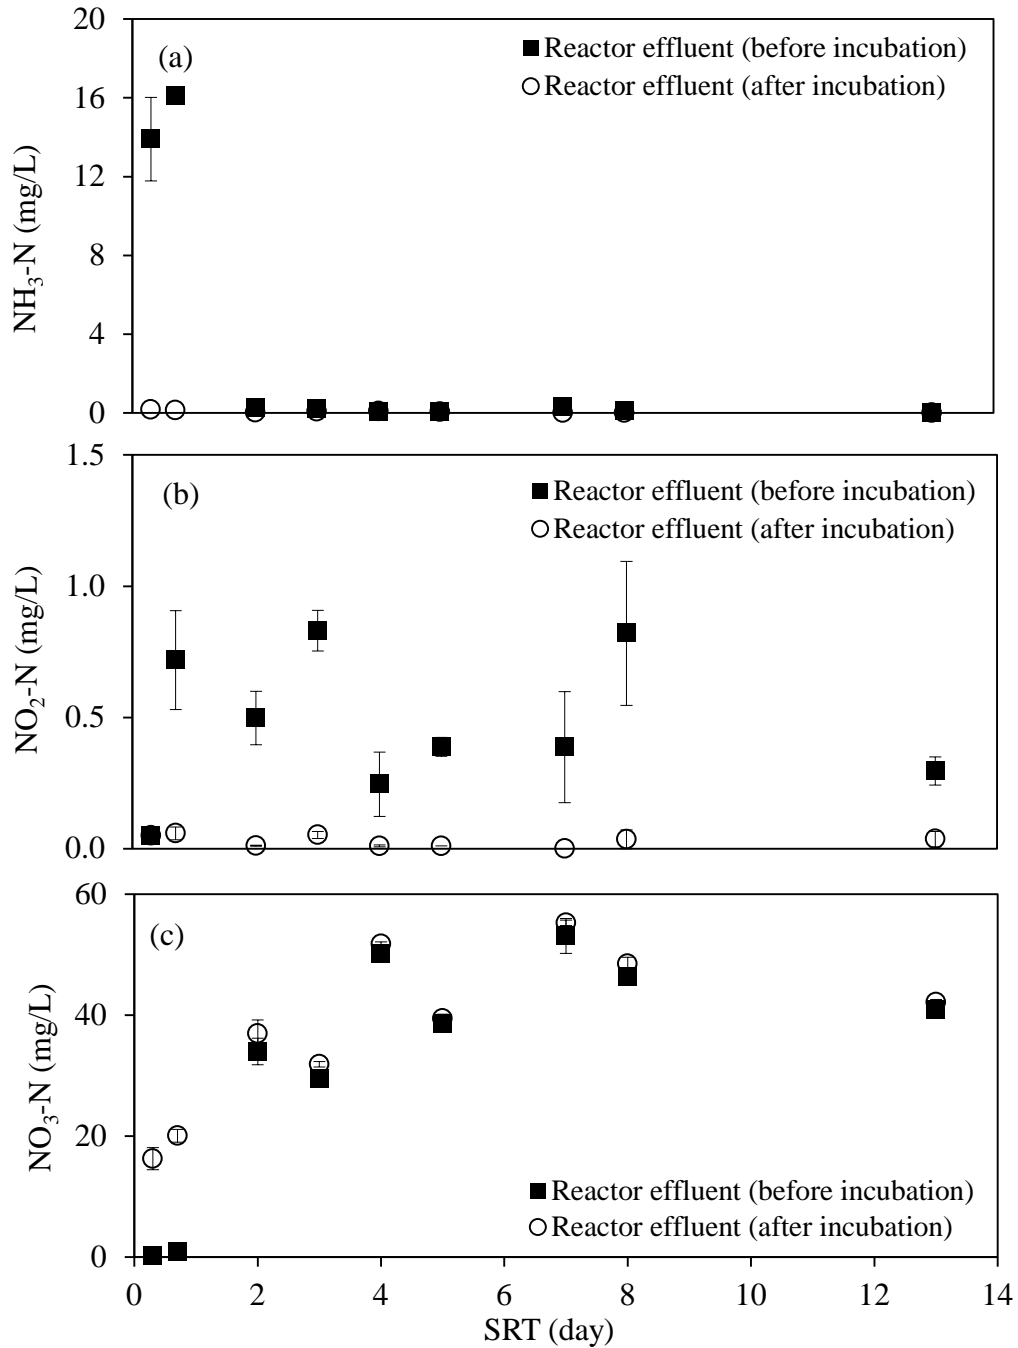 20
(a)
Reactor effluent (before incubation)
Reactor effluent (after incubation)
16
12
8
4
0
NH₃-N (mg/L)
1.5
(b)
Reactor effluent (before incubation)
Reactor effluent (after incubation)
1.0
0.5
0.0
NO₂-N (mg/L)
60
(c)
40
20
0
NO₃-N (mg/L)
Reactor effluent (before incubation)
Reactor effluent (after incubation)
0 2 4 6 8 10 12 14
SRT (day)